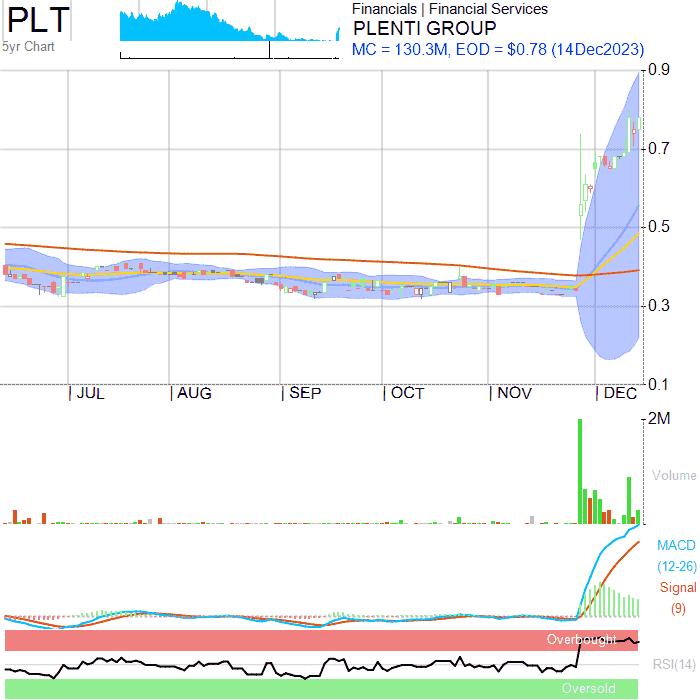 PLT
5yr Chart
Financials | Financial Services
PLENTI GROUP
MC = 130.3M, EOD = $0.78 (14Dec2023)
0.9
0.7
0.5
0.3
0.1
JUL
AUG
SEP
OCT
NOV
DEC
2M
Volume
MACD
(12-26)
Signal
(9)
Overbought
RSI(14)
Oversold